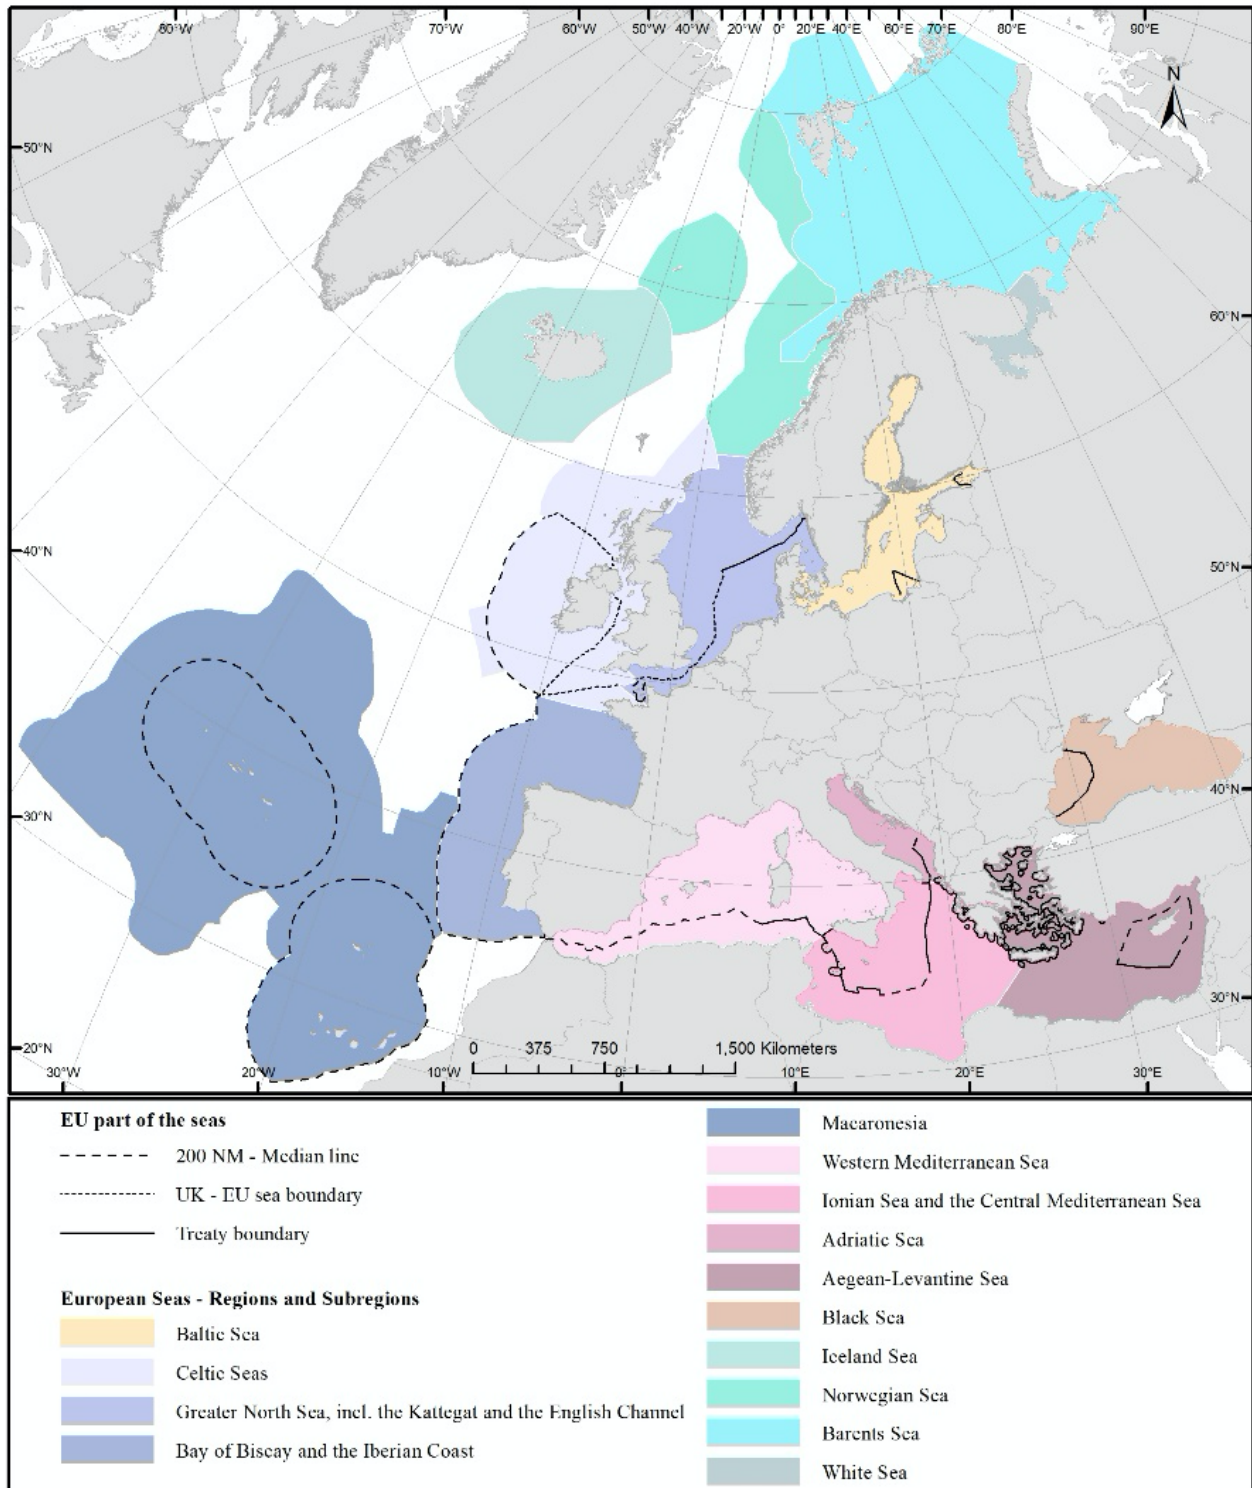 80°W 70°W 60°W 50°W 40°W 20°W 0° 20°E 40°E 60°E 70°E 80°E 90°E
N
50°N
60°N
40°N
50°N
40°N
30°N
30°N
20°N
0 375 750 1,500 Kilometers
30°W 20°W 10°W 0° 10°E 20°E 30°E
EU part of the seas
200 NM - Median line
UK - EU sea boundary
Treaty boundary
European Seas - Regions and Subregions
Baltic Sea
Celtic Seas
Greater North Sea, incl. the Kattegat and the English Channel
Bay of Biscay and the Iberian Coast
Macaronesia
Western Mediterranean Sea
Ionian Sea and the Central Mediterranean Sea
Adriatic Sea
Aegean-Levantine Sea
Black Sea
Iceland Sea
Norwegian Sea
Barents Sea
White Sea